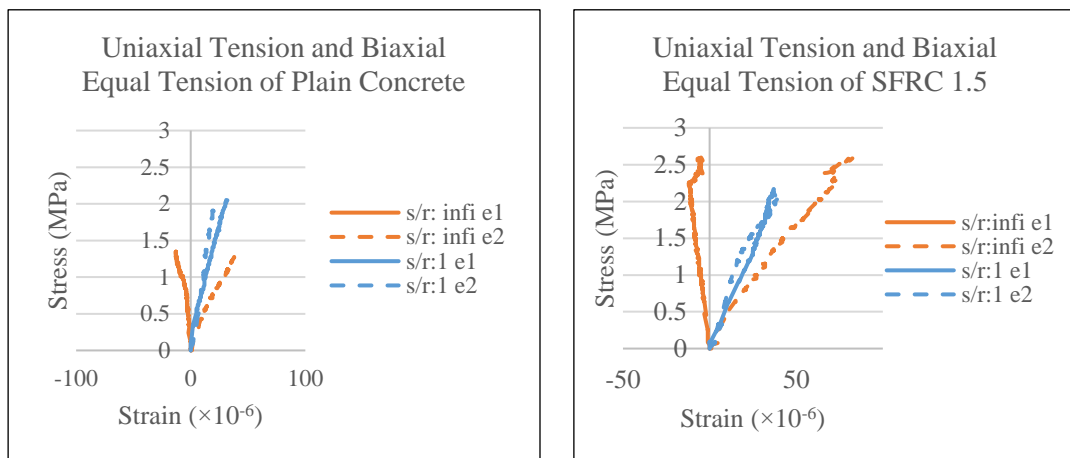 Uniaxial Tension and Biaxial
Equal Tension of Plain Concrete
Stress (MPa)
3
2.5
2
1.5
1
0.5
0
-100
0
100
Strain (×10-6)
s/r: infi e1
s/r: infi e2
s/r:1 e1
s/r:1 e2
Uniaxial Tension and Biaxial
Equal Tension of SFRC 1.5
Stress (MPa)
3
2.5
2
1.5
1
0.5
0
-50
50
Strain (×10-6)
s/r:infi e1
s/r:infi e2
s/r:1 e1
s/r:1 e2